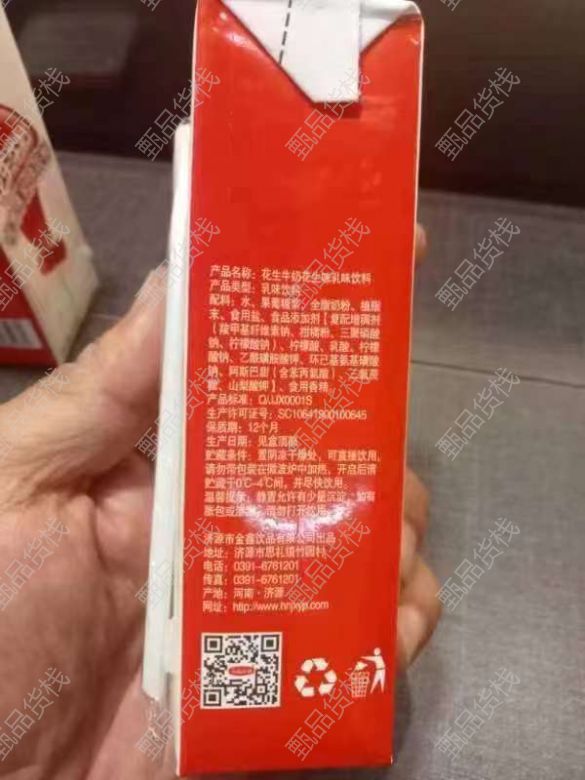 产品名称：花生牛奶花生味乳味饮料
产品类型：乳味饮料
配料：水、果葡糖浆、全脂奶粉、植脂
末、食用盐、食品添加剂【复配增稠剂
（羧甲基纤维素钠、柑橘粉、三聚磷酸
钠、柠檬酸钠）、柠檬酸、乳酸、柠檬
酸钠、乙酰磺胺酸钾、环己基氨基磺酸
钠、阿斯巴甜（含苯丙氨酸）、乙氧基
山梨酸钾】、食用香精
产品标准：Q/JJX0001S
生产许可证号：SC10641900100645
保质期：12个月
生产日期：见盒顶部
贮藏条件：置阴凉干燥处，可直接饮用，
请勿带包装在微波炉中加热，开启后请
贮藏于0℃-4℃间，并尽快饮用。
温馨提示：静置允许有少量沉淀，如有
胀包或渗漏，请勿打开饮用。
济源市金鑫饮品有限公司出品
地址：济源市思礼镇竹园村
电话：0391-6761201
传真：0391-6761201
产地：河南·济源
网址：http://www.hnjxyp.com
甄品货栈